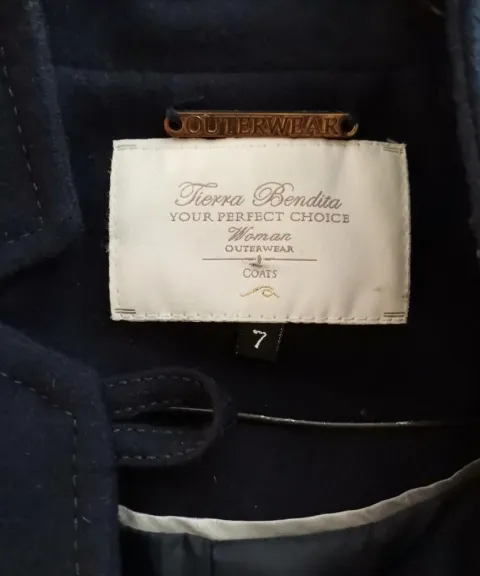 OUTERWEAR
Tierra Bendita
YOUR PERFECT CHOICE
Woman
OUTERWEAR
COATS
7